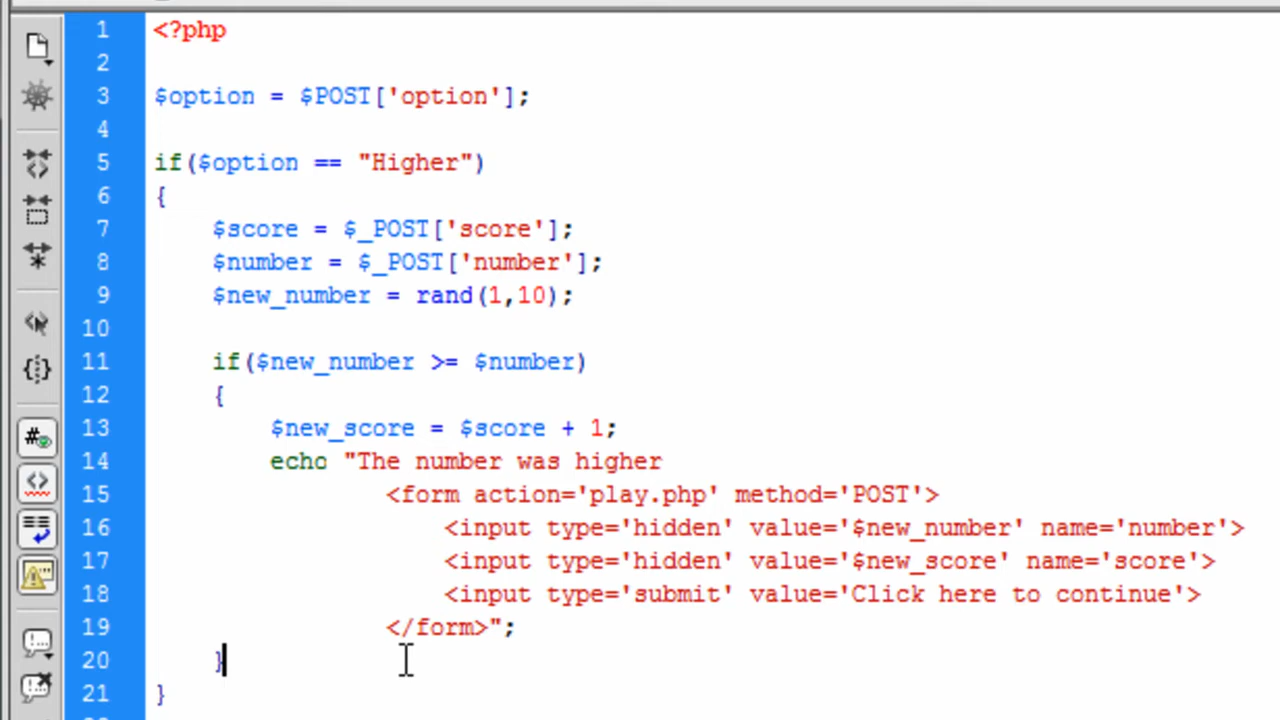 1 <?php
2
3 $option = $POST['option'];
4
5 if($option == "Higher")
6 {
7 $score = $_POST['score'];
8 $number = $_POST['number'];
9 $new_number = rand(1,10);
10
11 if($new_number >= $number)
12 {
13 $new_score = $score + 1;
14 echo "The number was higher
15 <form action='play.php' method='POST'>
16 <input type='hidden' value='$new_number' name='number'>
17 <input type='hidden' value='$new_score' name='score'>
18 <input type='submit' value='Click here to continue'>
19 </form>";
20 }
21 }